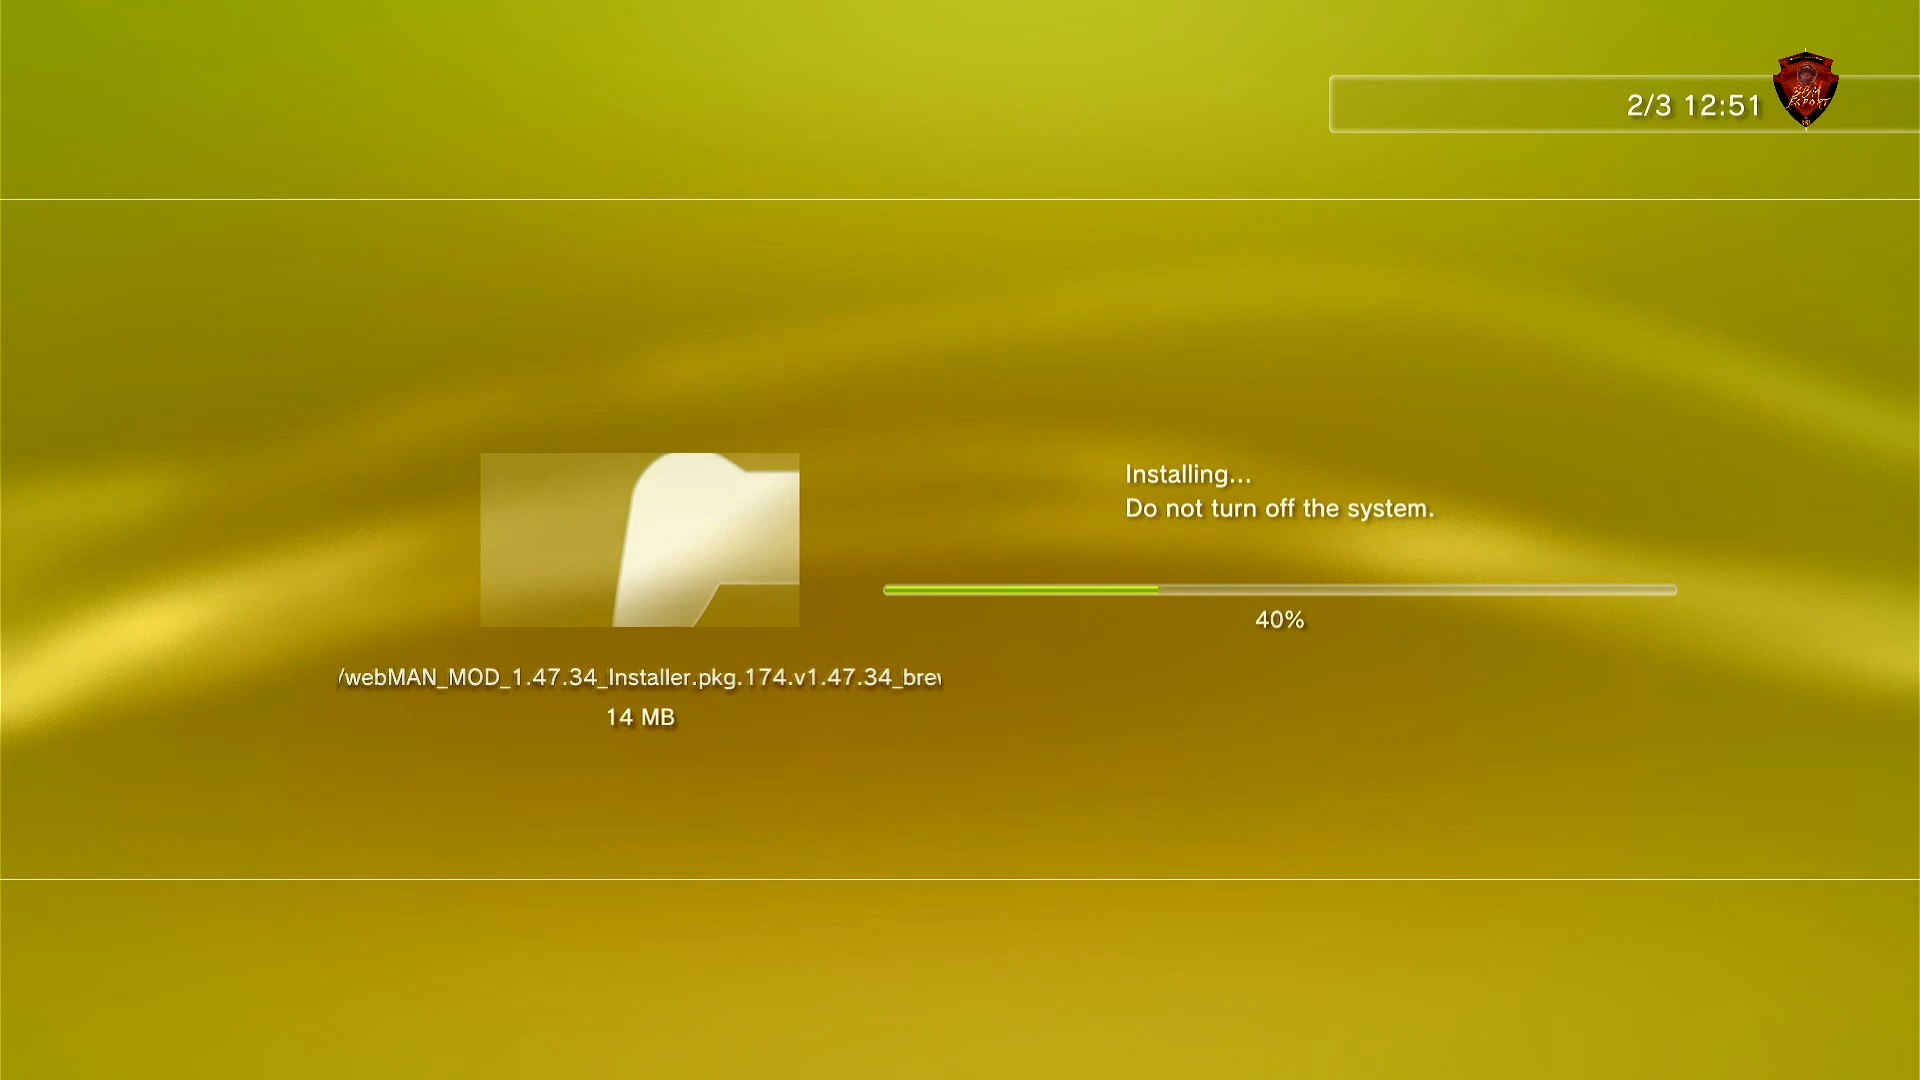 2/3 12:51
Installing...
Do not turn off the system.
40%
/webMAN_MOD_1.47.34_Installer.pkg.174.v1.47.34_brew
14 MB